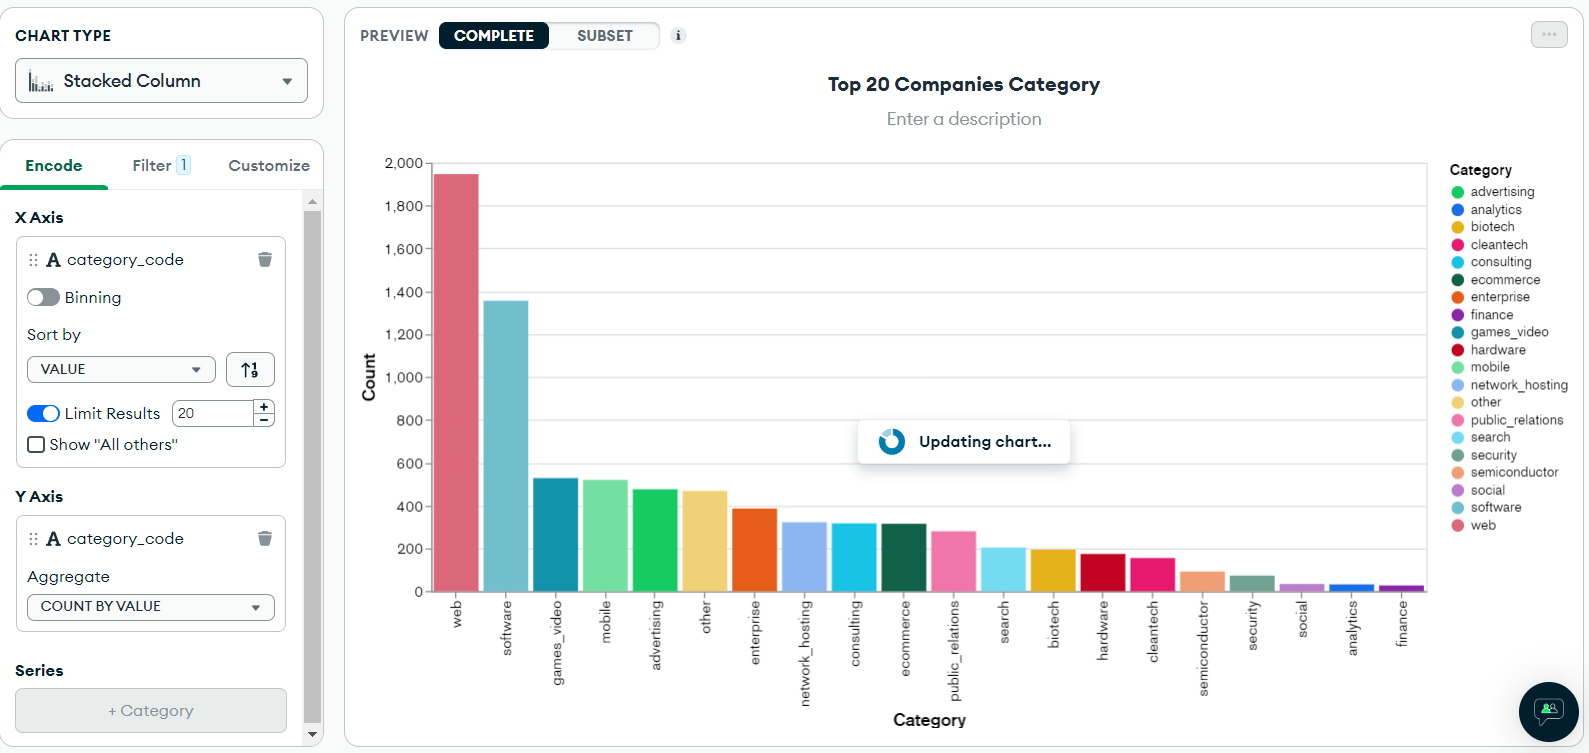 CHART TYPE
Stacked Column
Encode
Filter 1
Customize
X Axis
A category_code
Binning
Sort by
VALUE
Limit Results 20
Show "All others"
Y Axis
A category_code
Aggregate
COUNT BY VALUE
Series
+ Category
PREVIEW COMPLETE SUBSET i
Top 20 Companies Category
Enter a description
2,000
1,800
1,600
1,400
1,200
1,000
800
600
400
200
0
Count
Updating chart...
web
software
games_video
mobile
advertising
other
enterprise
network_hosting
consulting
ecommerce
public_relations
search
biotech
hardware
cleantech
semiconductor
security
social
analytics
finance
Category
Category
advertising
analytics
biotech
cleantech
consulting
ecommerce
enterprise
finance
games_video
hardware
mobile
network_hosting
other
public_relations
search
security
semiconductor
social
software
web